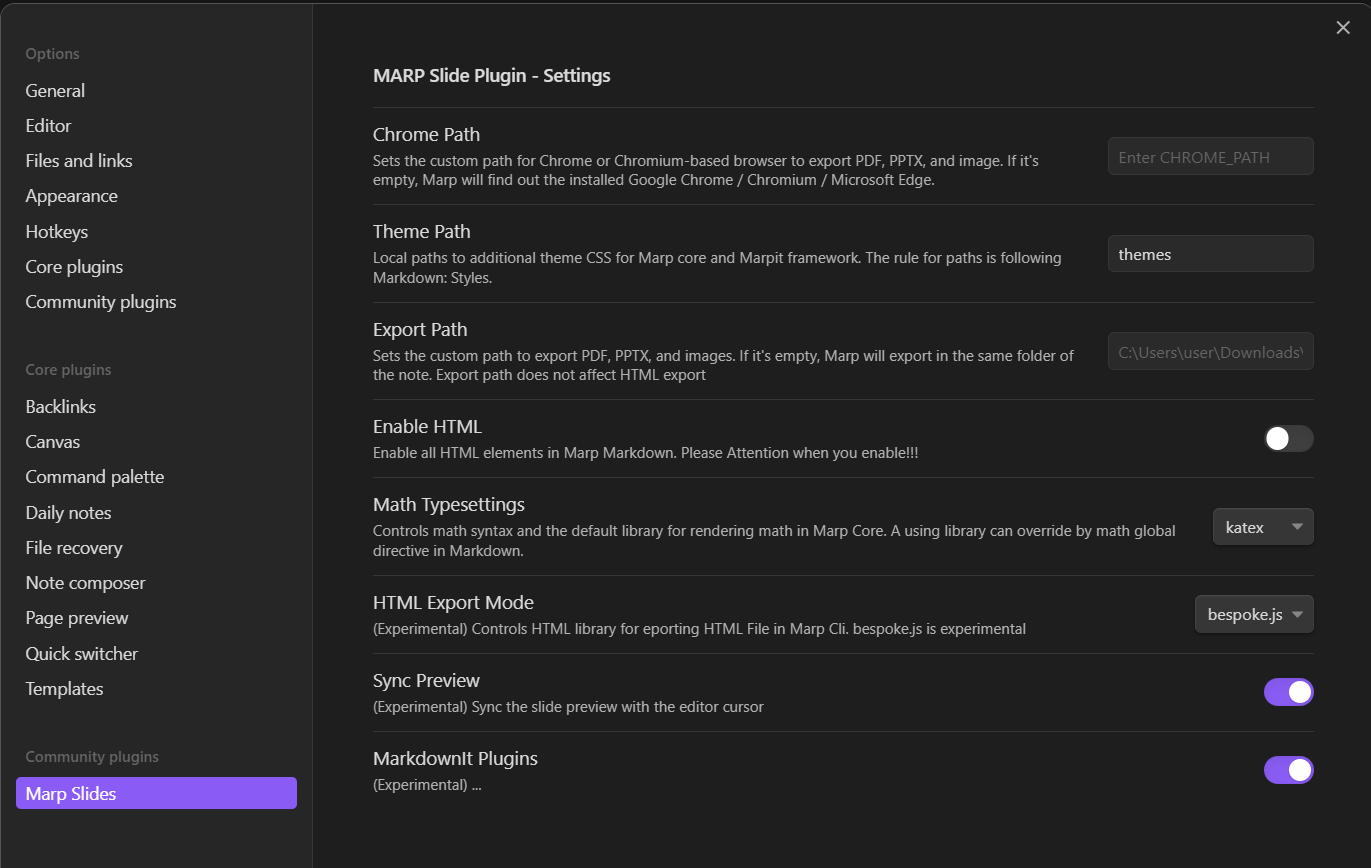 Options
General
Editor
Files and links
Appearance
Hotkeys
Core plugins
Community plugins
Core plugins
Backlinks
Canvas
Command palette
Daily notes
File recovery
Note composer
Page preview
Quick switcher
Templates
Community plugins
Marp Slides
MARP Slide Plugin - Settings
Chrome Path
Sets the custom path for Chrome or Chromium-based browser to export PDF, PPTX, and image. If it's
empty, Marp will find out the installed Google Chrome / Chromium / Microsoft Edge.
Enter CHROME_PATH
Theme Path
Local paths to additional theme CSS for Marp core and Marpit framework. The rule for paths is following
Markdown: Styles.
themes
Export Path
Sets the custom path to export PDF, PPTX, and images. If it's empty, Marp will export in the same folder of
the note. Export path does not affect HTML export
C:\Users\user\Downloads\
Enable HTML
Enable all HTML elements in Marp Markdown. Please Attention when you enable!!!
Math Typesettings
Controls math syntax and the default library for rendering math in Marp Core. A using library can override by math global
directive in Markdown.
katex
HTML Export Mode
(Experimental) Controls HTML library for eporting HTML File in Marp Cli. bespoke.js is experimental
bespoke.js
Sync Preview
(Experimental) Sync the slide preview with the editor cursor
MarkdownIt Plugins
(Experimental) ...